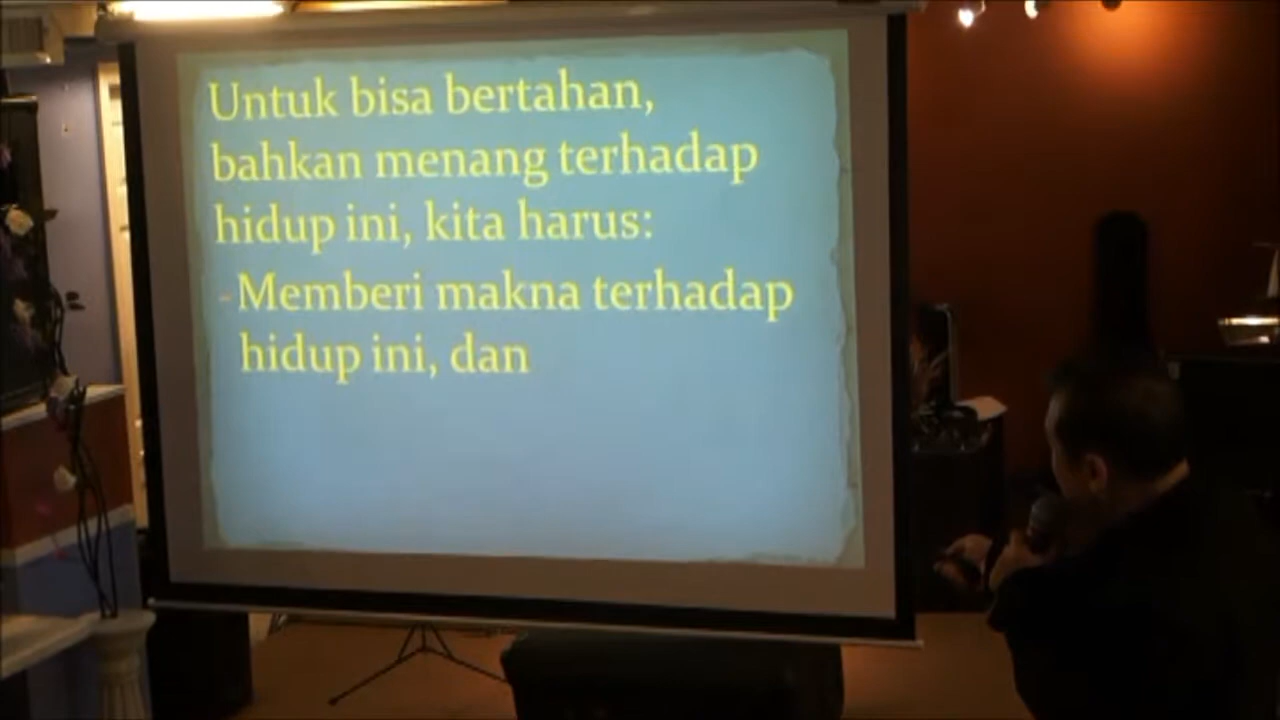 Untuk bisa bertahan,
bahkan menang terhadap
hidup ini, kita harus:
-Memberi makna terhadap
hidup ini, dan